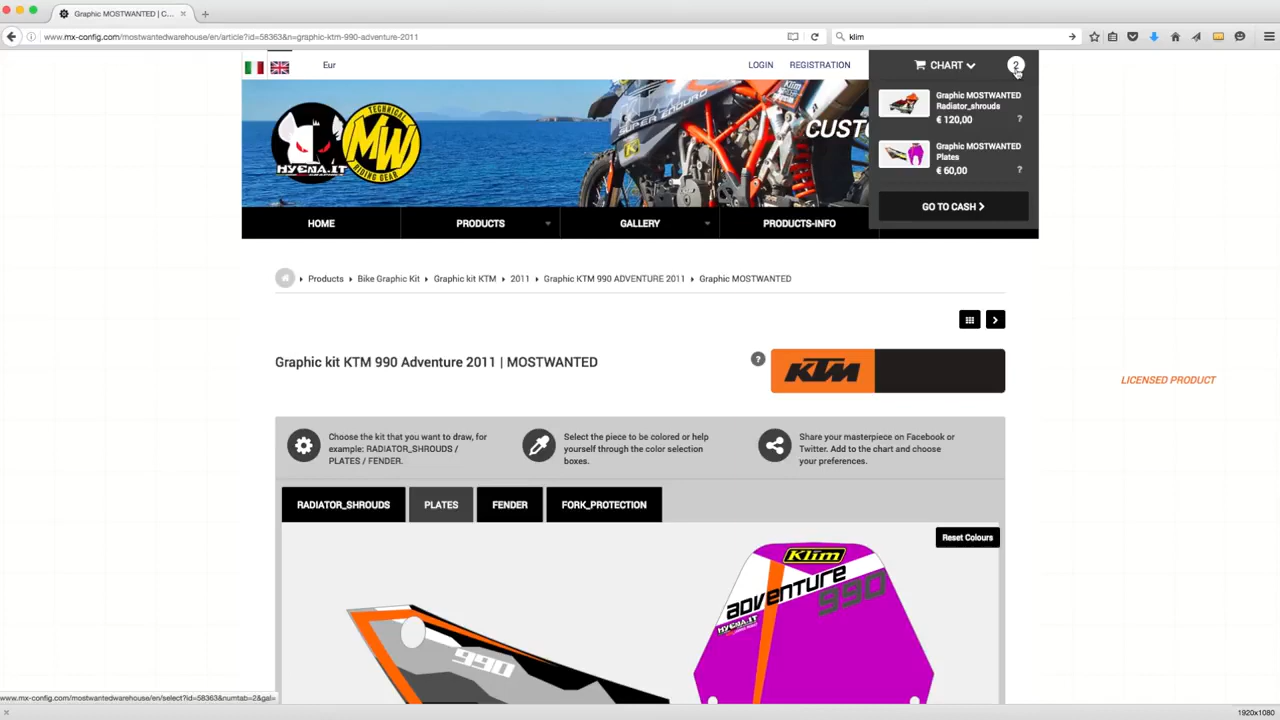 Graphic MOSTWANTED | C...
www.mx-config.com/mostwantedwarehouse/en/article?id=58363&n=graphic-ktm-990-adventure-2011
klim
Eur
LOGIN
REGISTRATION
CHART
2
Graphic MOSTWANTED
Radiator_shrouds
€ 120,00
?
Graphic MOSTWANTED
Plates
€ 60,00
?
GO TO CASH
HYENA.IT
TECHNICAL
MW
RIDING GEAR
SUPER ENDURO
CUSTO
HOME
PRODUCTS
GALLERY
PRODUCTS-INFO
Products
Bike Graphic Kit
Graphic kit KTM
2011
Graphic KTM 990 ADVENTURE 2011
Graphic MOSTWANTED
Graphic kit KTM 990 Adventure 2011 | MOSTWANTED
?
KTM
LICENSED PRODUCT
Choose the kit that you want to draw, for
example: RADIATOR_SHROUDS /
PLATES / FENDER.
Select the piece to be colored or help
yourself through the color selection
boxes.
Share your masterpiece on Facebook or
Twitter. Add to the chart and choose
your preferences.
RADIATOR_SHROUDS
PLATES
FENDER
FORK_PROTECTION
Reset Colours
Klim
adventure
990
HYENA.IT
990
www.mx-config.com/mostwantedwarehouse/en/select?id=58363&numtab=2&gal=
1920x1080